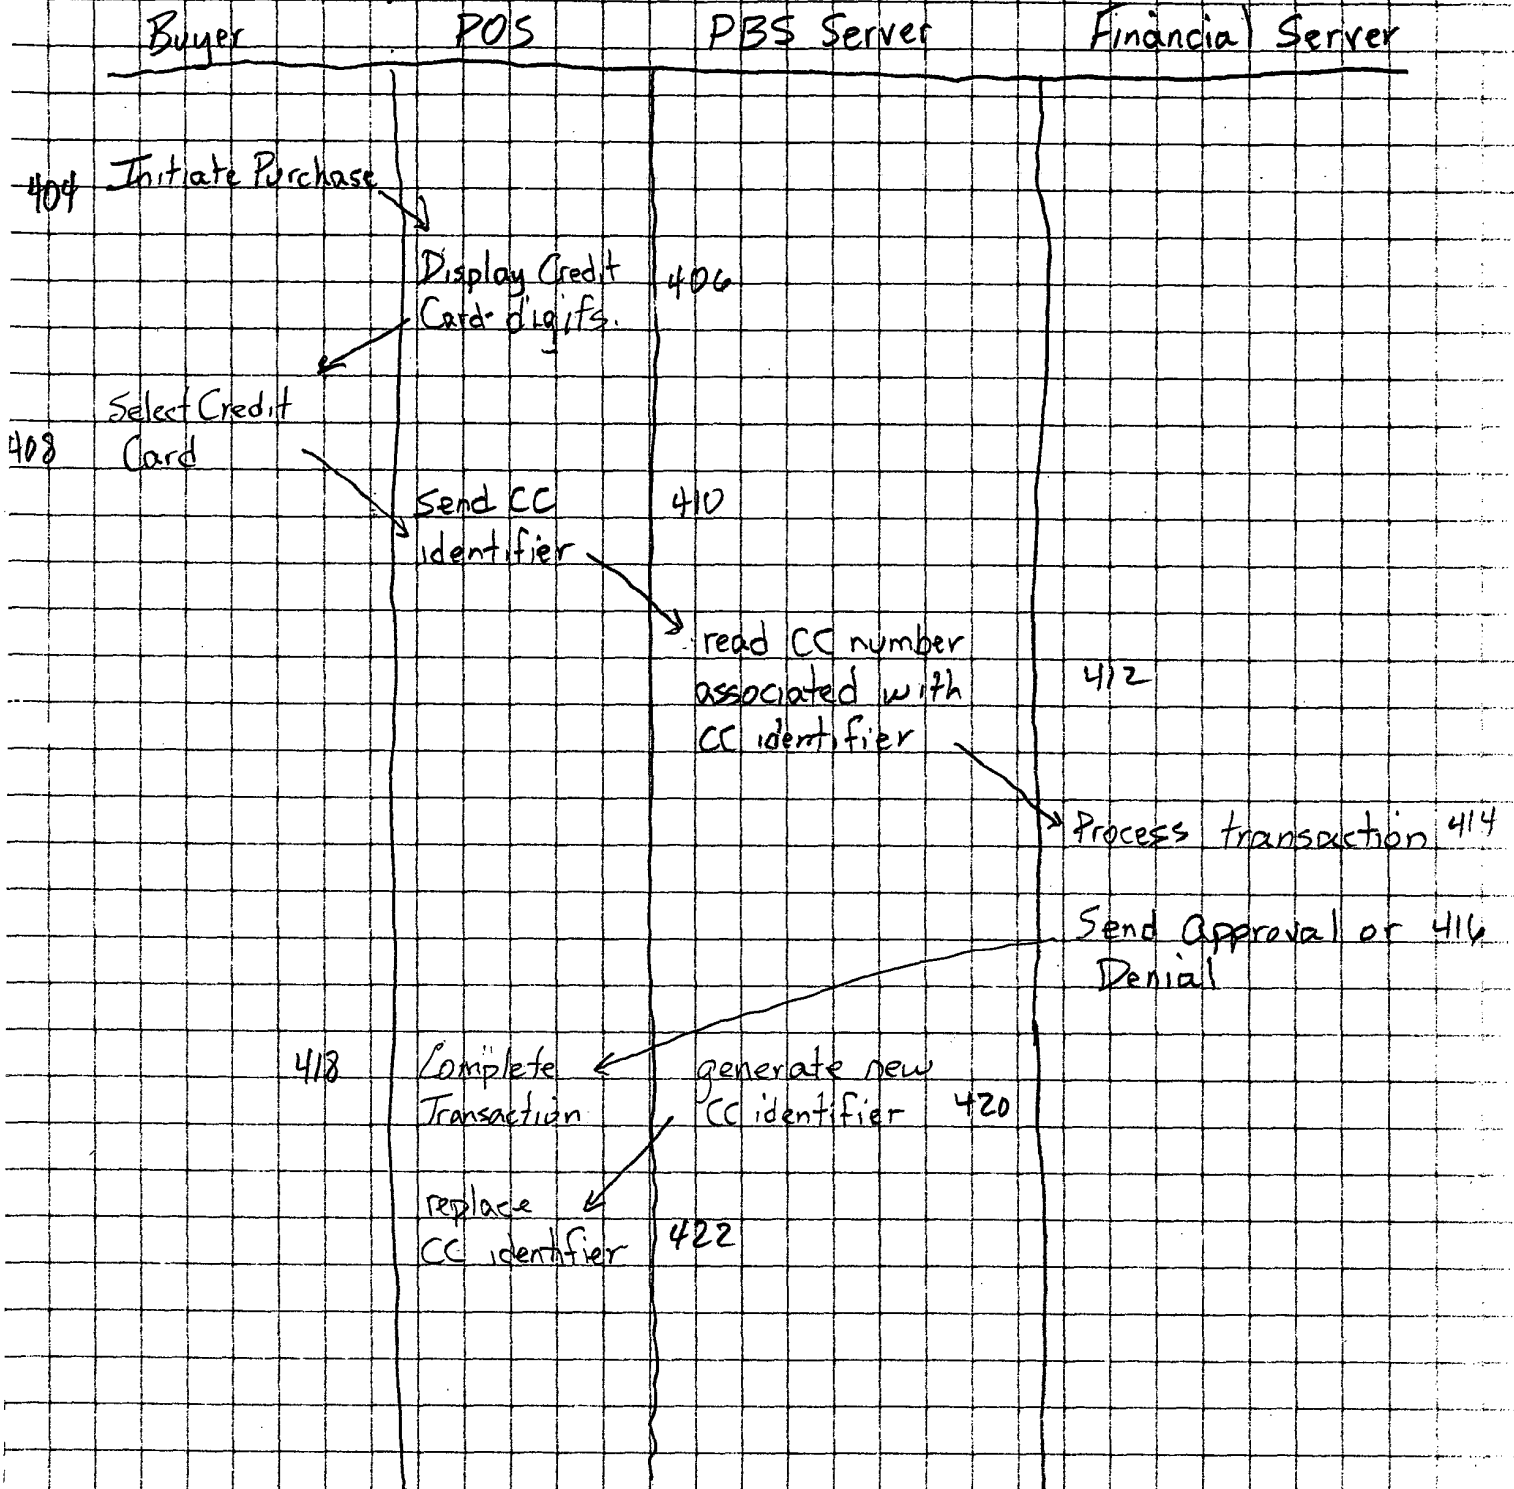 Buyer POS PBS Server Financial Server
404 Initiate Purchase
Display Credit 406
Card digits.
Select Credit
408 Card
Send CC 410
identifier
read CC number
associated with 412
CC identifier
Process transaction 414
Send Approval or 416
Denial
418 Complete generate new
Transaction CC identifier 420
replace
CC identifier 422